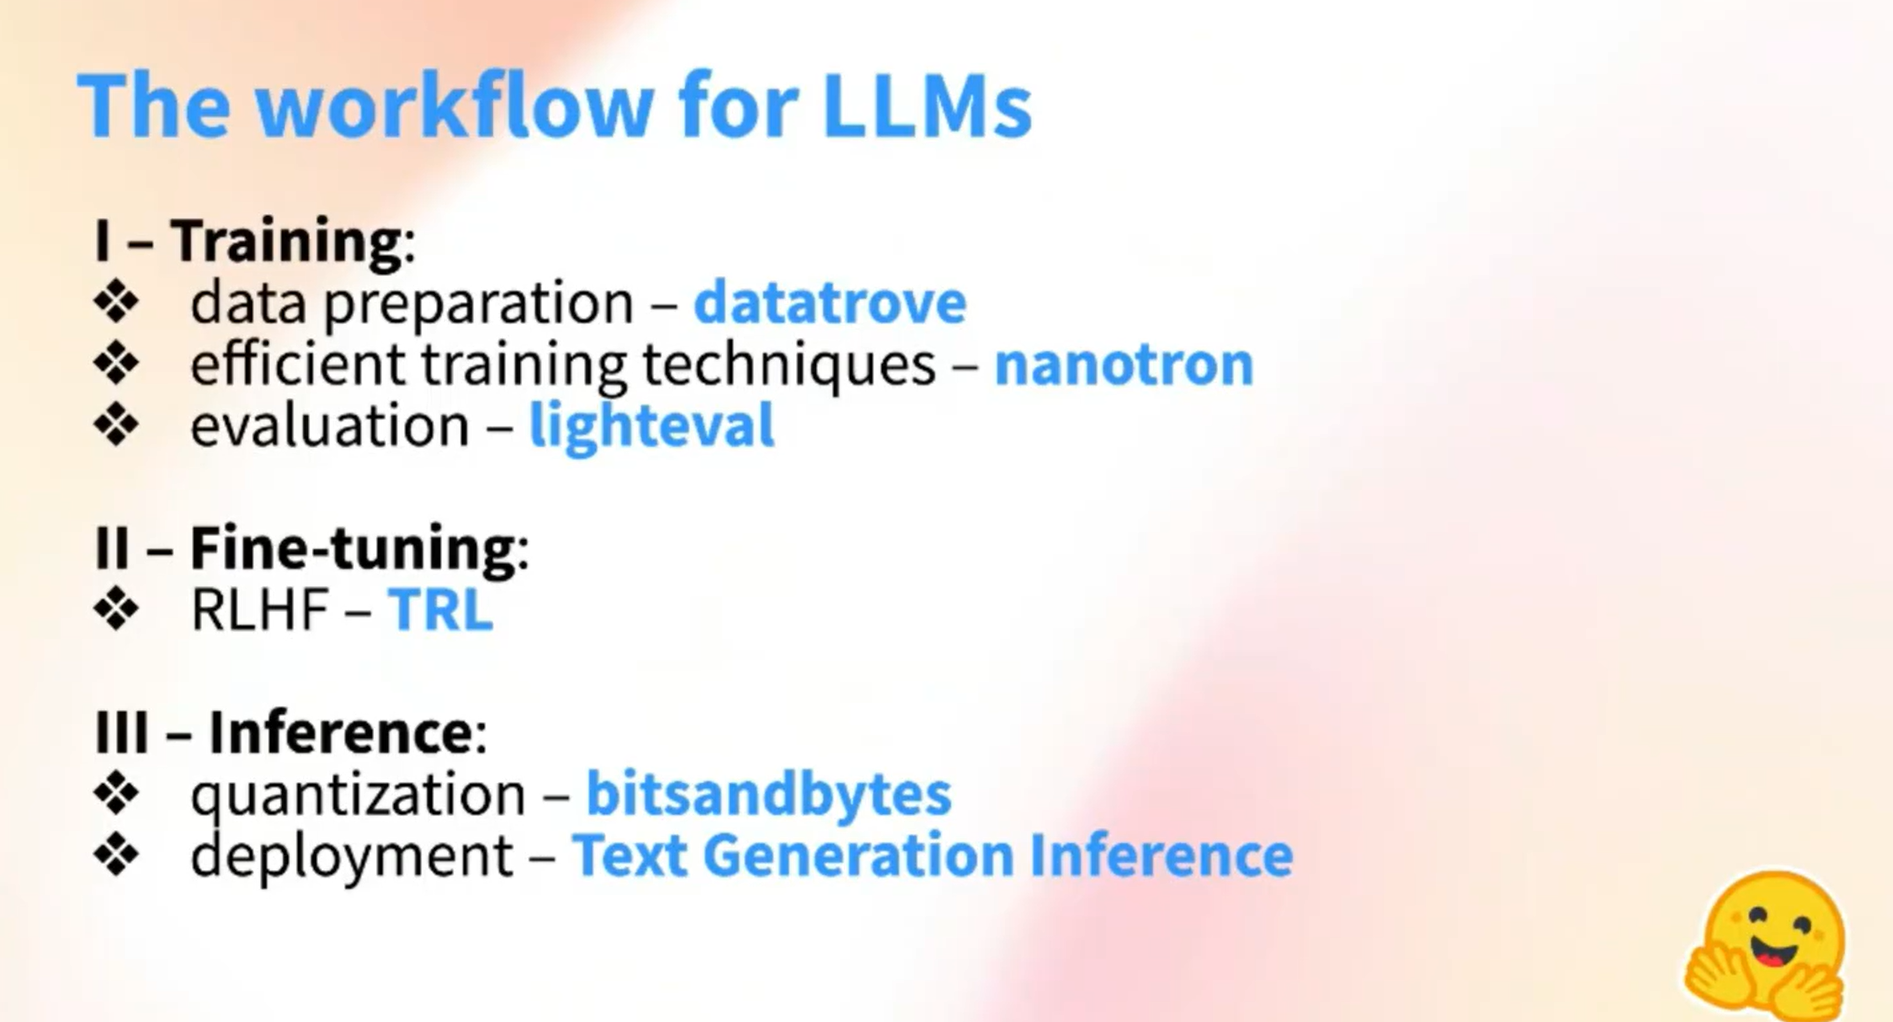 The workflow for LLMs
I – Training:
❖ data preparation – datatrove
❖ efficient training techniques – nanotron
❖ evaluation – lighteval
II – Fine-tuning:
❖ RLHF – TRL
III – Inference:
❖ quantization – bitsandbytes
❖ deployment – Text Generation Inference